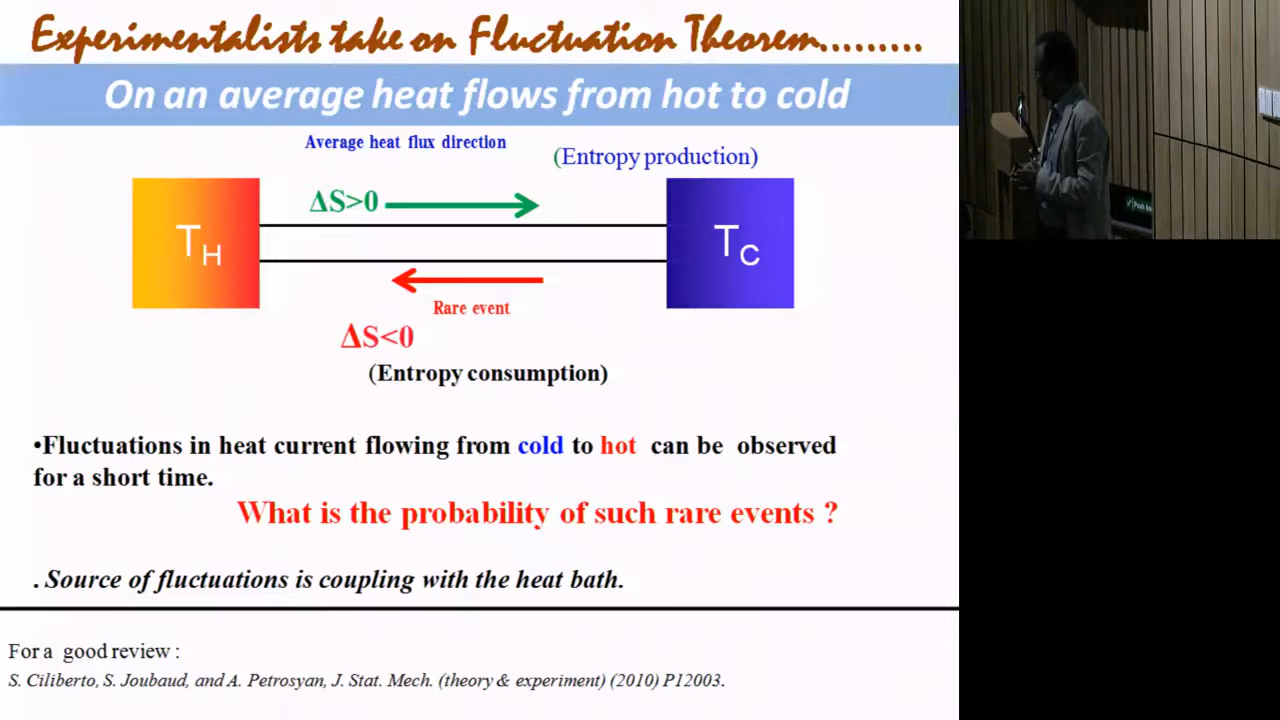 Experimentalists take on Fluctuation Theorem.........
On an average heat flows from hot to cold
Average heat flux direction
(Entropy production)
ΔS>0
T_H
T_C
Rare event
ΔS<0
(Entropy consumption)
•Fluctuations in heat current flowing from cold to hot can be observed
for a short time.
What is the probability of such rare events ?
. Source of fluctuations is coupling with the heat bath.
For a good review :
S. Ciliberto, S. Joubaud, and A. Petrosyan, J. Stat. Mech. (theory & experiment) (2010) P12003.